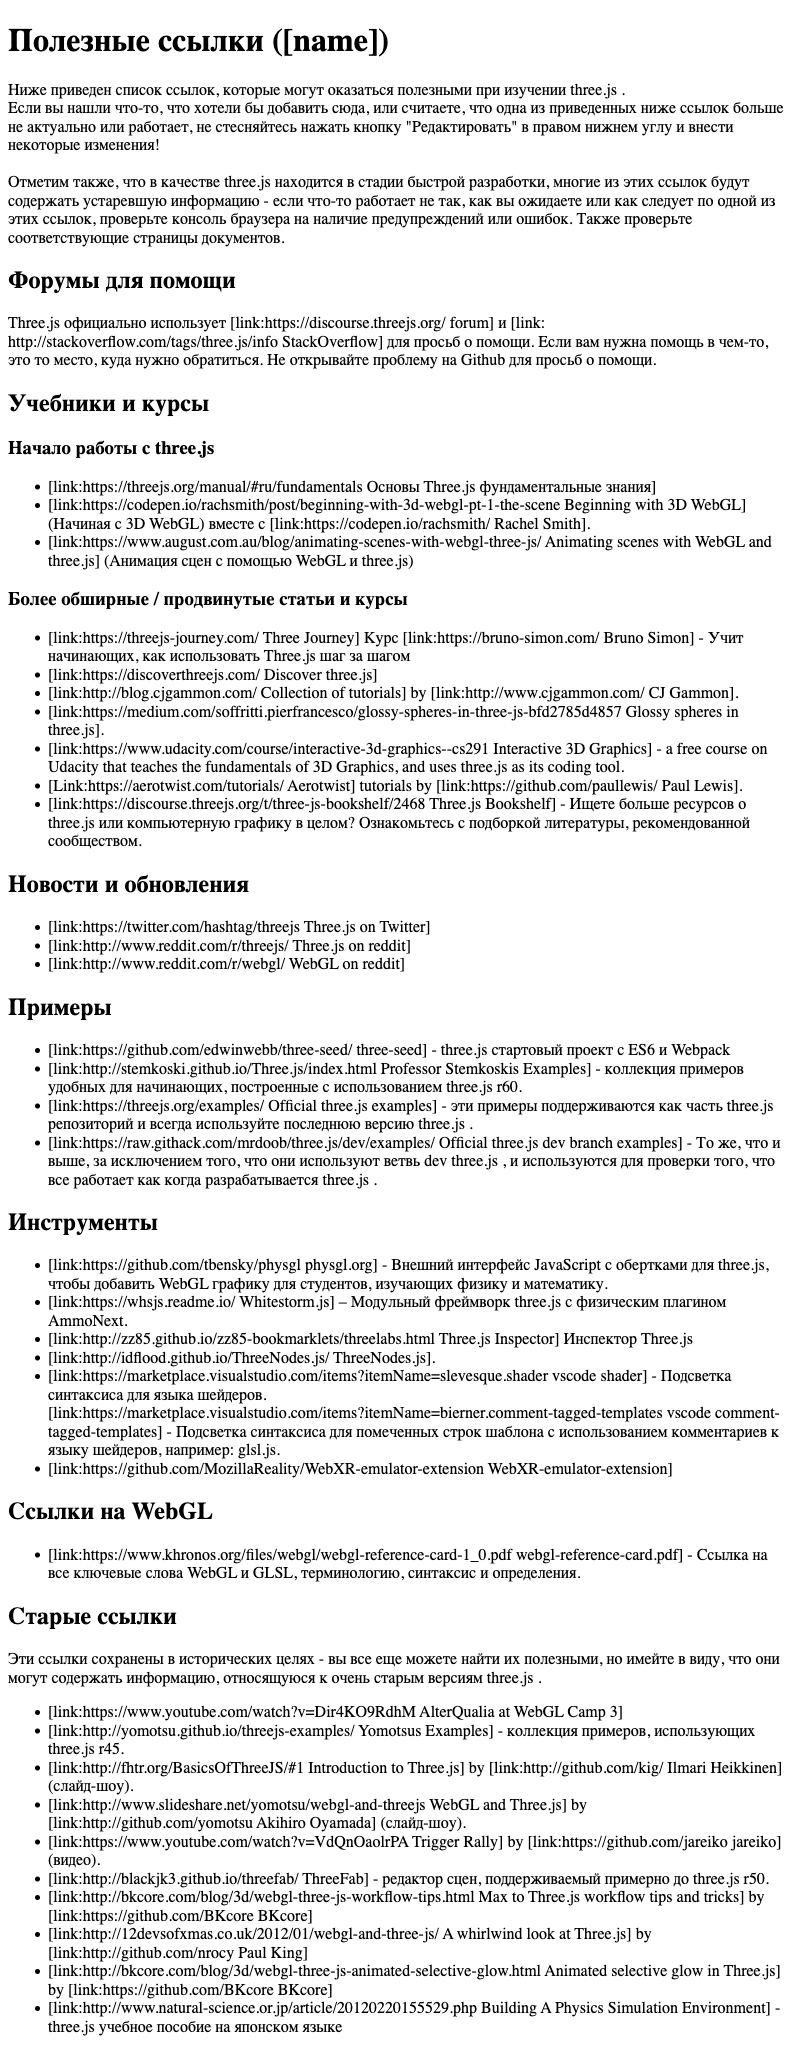 Полезные ссылки ([name])
Ниже приведен список ссылок, которые могут оказаться полезными при изучении three.js .
Если вы нашли что-то, что хотели бы добавить сюда, или считаете, что одна из приведенных ниже ссылок больше
не актуально или работает, не стесняйтесь нажать кнопку "Редактировать" в правом нижнем углу и внести
некоторые изменения!
Отметим также, что в качестве three.js находится в стадии быстрой разработки, многие из этих ссылок будут
содержать устаревшую информацию - если что-то работает не так, как вы ожидаете или как следует по одной из
этих ссылок, проверьте консоль браузера на наличие предупреждений или ошибок. Также проверьте
соответствующие страницы документов.
Форумы для помощи
Three.js официально использует [link:https://discourse.threejs.org/ forum] и [link:
http://stackoverflow.com/tags/three.js/info StackOverflow] для просьб о помощи. Если вам нужна помощь в чем-то,
это то место, куда нужно обратиться. Не открывайте проблему на Github для просьб о помощи.
Учебники и курсы
Начало работы с three.js
• [link:https://threejs.org/manual/#ru/fundamentals Основы Three.js фундаментальные знания]
• [link:https://codepen.io/rachsmith/post/beginning-with-3d-webgl-pt-1-the-scene Beginning with 3D WebGL]
(Начиная с 3D WebGL) вместе с [link:https://codepen.io/rachsmith/ Rachel Smith].
• [link:https://www.august.com.au/blog/animating-scenes-with-webgl-three-js/ Animating scenes with WebGL and
three.js] (Анимация сцен с помощью WebGL и three.js)
Более обширные / продвинутые статьи и курсы
• [link:https://threejs-journey.com/ Three Journey] Курс [link:https://bruno-simon.com/ Bruno Simon] - Учит
начинающих, как использовать Three.js шаг за шагом
• [link:https://discoverthreejs.com/ Discover three.js]
• [link:http://blog.cjgammon.com/ Collection of tutorials] by [link:http://www.cjgammon.com/ CJ Gammon].
• [link:https://medium.com/soffritti.pierfrancesco/glossy-spheres-in-three-js-bfd2785d4857 Glossy spheres in
three.js].
• [link:https://www.udacity.com/course/interactive-3d-graphics--cs291 Interactive 3D Graphics] - a free course on
Udacity that teaches the fundamentals of 3D Graphics, and uses three.js as its coding tool.
• [Link:https://aerotwist.com/tutorials/ Aerotwist] tutorials by [link:https://github.com/paullewis/ Paul Lewis].
• [link:https://discourse.threejs.org/t/three-js-bookshelf/2468 Three.js Bookshelf] - Ищете больше ресурсов о
three.js или компьютерную графику в целом? Ознакомьтесь с подборкой литературы, рекомендованной
сообществом.
Новости и обновления
• [link:https://twitter.com/hashtag/threejs Three.js on Twitter]
• [link:http://www.reddit.com/r/threejs/ Three.js on reddit]
• [link:http://www.reddit.com/r/webgl/ WebGL on reddit]
Примеры
• [link:https://github.com/edwinwebb/three-seed/ three-seed] - three.js стартовый проект с ES6 и Webpack
• [link:http://stemkoski.github.io/Three.js/index.html Professor Stemkoskis Examples] - коллекция примеров
удобных для начинающих, построенные с использованием three.js r60.
• [link:https://threejs.org/examples/ Official three.js examples] - эти примеры поддерживаются как часть three.js
репозиторий и всегда используйте последнюю версию three.js .
• [link:https://raw.githack.com/mrdoob/three.js/dev/examples/ Official three.js dev branch examples] - То же, что и
выше, за исключением того, что они используют ветвь dev three.js , и используются для проверки того, что
все работает как когда разрабатывается three.js .
Инструменты
• [link:https://github.com/tbensky/physgl physgl.org] - Внешний интерфейс JavaScript с обертками для three.js,
чтобы добавить WebGL графику для студентов, изучающих физику и математику.
• [link:https://whsjs.readme.io/ Whitestorm.js] – Модульный фреймворк three.js с физическим плагином
AmmoNext.
• [link:http://zz85.github.io/zz85-bookmarklets/threelabs.html Three.js Inspector] Инспектор Three.js
• [link:http://idflood.github.io/ThreeNodes.js/ ThreeNodes.js].
• [link:https://marketplace.visualstudio.com/items?itemName=slevesque.shader vscode shader] - Подсветка
синтаксиса для языка шейдеров.
[link:https://marketplace.visualstudio.com/items?itemName=bierner.comment-tagged-templates vscode comment-
tagged-templates] - Подсветка синтаксиса для помеченных строк шаблона с использованием комментариев к
языку шейдеров, например: glsl.js.
• [link:https://github.com/MozillaReality/WebXR-emulator-extension WebXR-emulator-extension]
Ссылки на WebGL
• [link:https://www.khronos.org/files/webgl/webgl-reference-card-1_0.pdf webgl-reference-card.pdf] - Ссылка на
все ключевые слова WebGL и GLSL, терминологию, синтаксис и определения.
Старые ссылки
Эти ссылки сохранены в исторических целях - вы все еще можете найти их полезными, но имейте в виду, что они
могут содержать информацию, относящуюся к очень старым версиям three.js .
• [link:https://www.youtube.com/watch?v=Dir4KO9RdhM AlterQualia at WebGL Camp 3]
• [link:http://yomotsu.github.io/threejs-examples/ Yomotsus Examples] - коллекция примеров, использующих
three.js r45.
• [link:http://fhtr.org/BasicsOfThreeJS/#1 Introduction to Three.js] by [link:http://github.com/kig/ Ilmari Heikkinen]
(слайд-шоу).
• [link:http://www.slideshare.net/yomotsu/webgl-and-threejs WebGL and Three.js] by
[link:http://github.com/yomotsu Akihiro Oyamada] (слайд-шоу).
• [link:https://www.youtube.com/watch?v=VdQnOaolrPA Trigger Rally] by [link:https://github.com/jareiko jareiko]
(видео).
• [link:http://blackjk3.github.io/threefab/ ThreeFab] - редактор сцен, поддерживаемый примерно до three.js r50.
• [link:http://bkcore.com/blog/3d/webgl-three-js-workflow-tips.html Max to Three.js workflow tips and tricks] by
[link:https://github.com/BKcore BKcore]
• [link:http://12devsofxmas.co.uk/2012/01/webgl-and-three-js/ A whirlwind look at Three.js] by
[link:http://github.com/nrocy Paul King]
• [link:http://bkcore.com/blog/3d/webgl-three-js-animated-selective-glow.html Animated selective glow in Three.js]
by [link:https://github.com/BKcore BKcore]
• [link:http://www.natural-science.or.jp/article/20120220155529.php Building A Physics Simulation Environment] -
three.js учебное пособие на японском языке